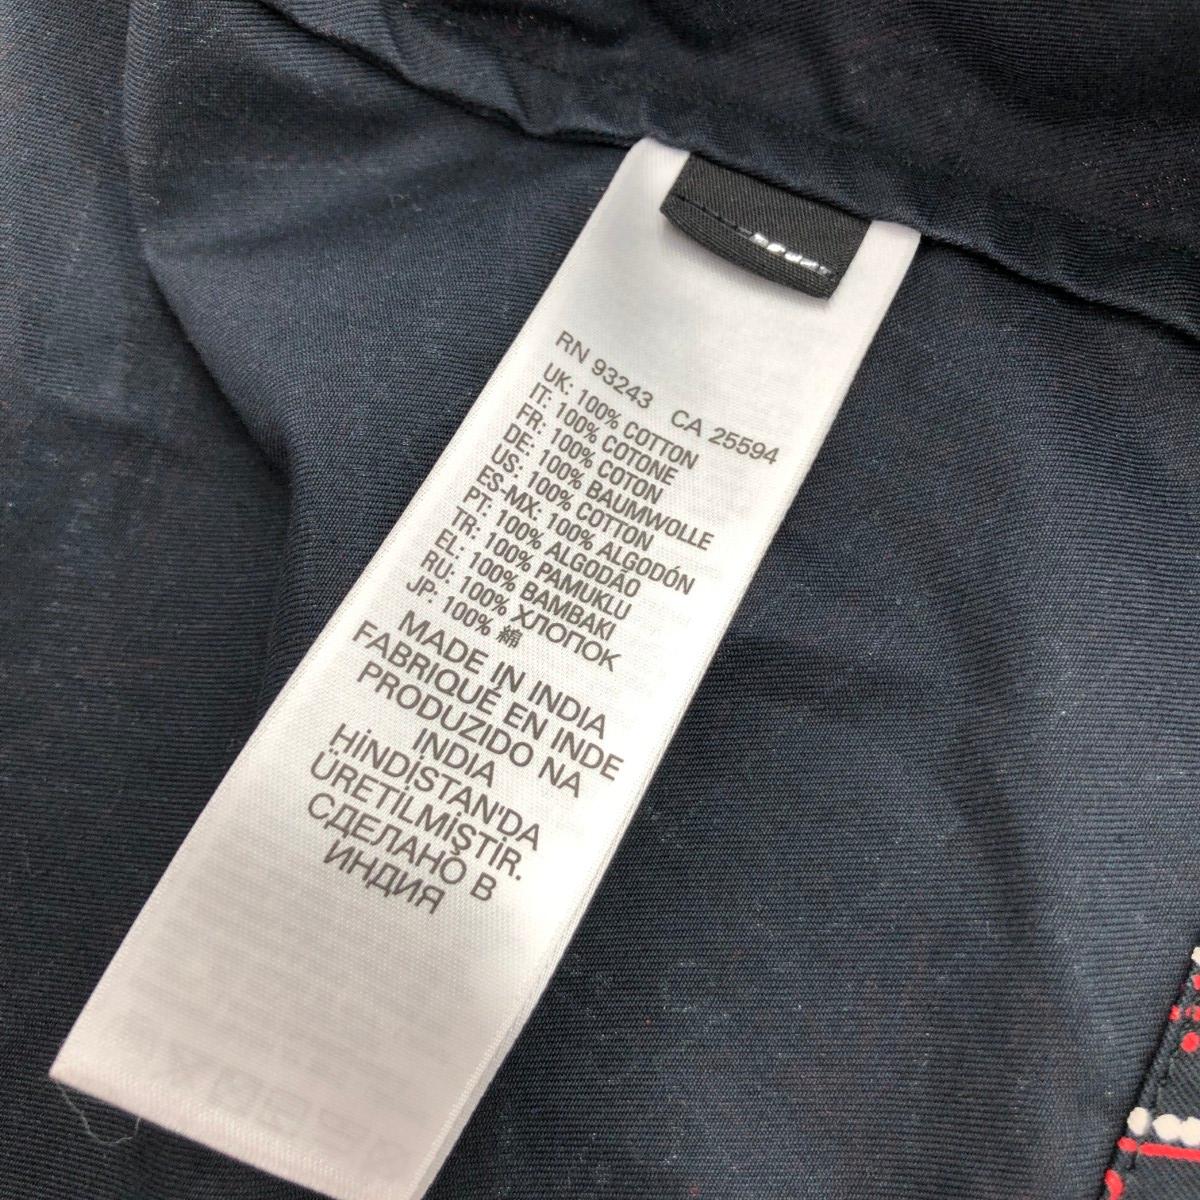 RN 93243 CA 25594
UK: 100% COTTON
IT: 100% COTONE
FR: 100% COTON
DE: 100% BAUMWOLLE
US: 100% COTTON
ES-MX: 100% ALGODÓN
PT: 100% ALGODÃO
TR: 100% PAMUKLU
EL: 100% BAMBAKI
RU: 100% ХЛОПОК
JP: 100% 綿
MADE IN INDIA
FABRIQUÉ EN INDE
PRODUZIDO NA
INDIA
HİNDİSTAN'DA
ÜRETİLMİŞTİR.
СДЕЛАНО В
ИНДИЯ